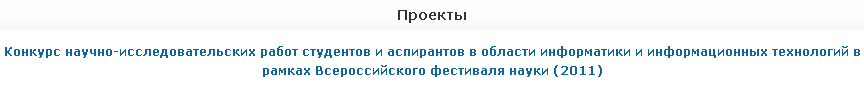 Проекты
Конкурс научно-исследовательских работ студентов и аспирантов в области информатики и информационных технологий в
рамках Всероссийского фестиваля науки (2011)